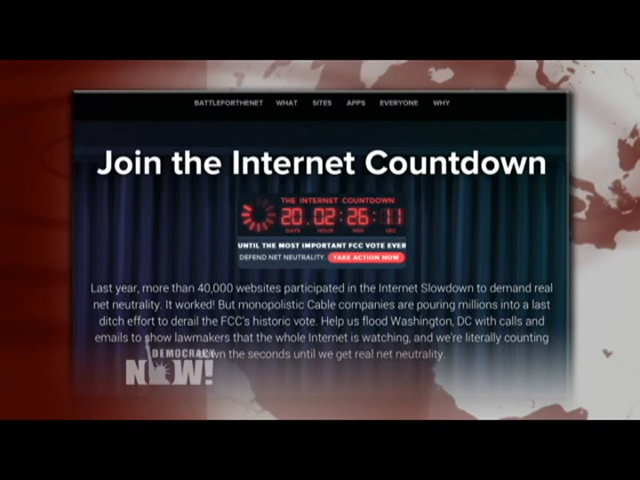 BATTLEFORTHENET WHAT SITES APPS EVERYONE WHY
Join the Internet Countdown
THE INTERNET COUNTDOWN
20.02:26:11
DAYS HOUR MIN SEC
UNTIL THE MOST IMPORTANT FCC VOTE EVER
DEFEND NET NEUTRALITY. TAKE ACTION NOW
Last year, more than 40,000 websites participated in the Internet Slowdown to demand real
net neutrality. It worked! But monopolistic Cable companies are pouring millions into a last
ditch effort to derail the FCC's historic vote. Help us flood Washington, DC with calls and
emails to show lawmakers that the whole Internet is watching, and we're literally counting
the seconds until we get real net neutrality.
DEMOCRACY
NOW!